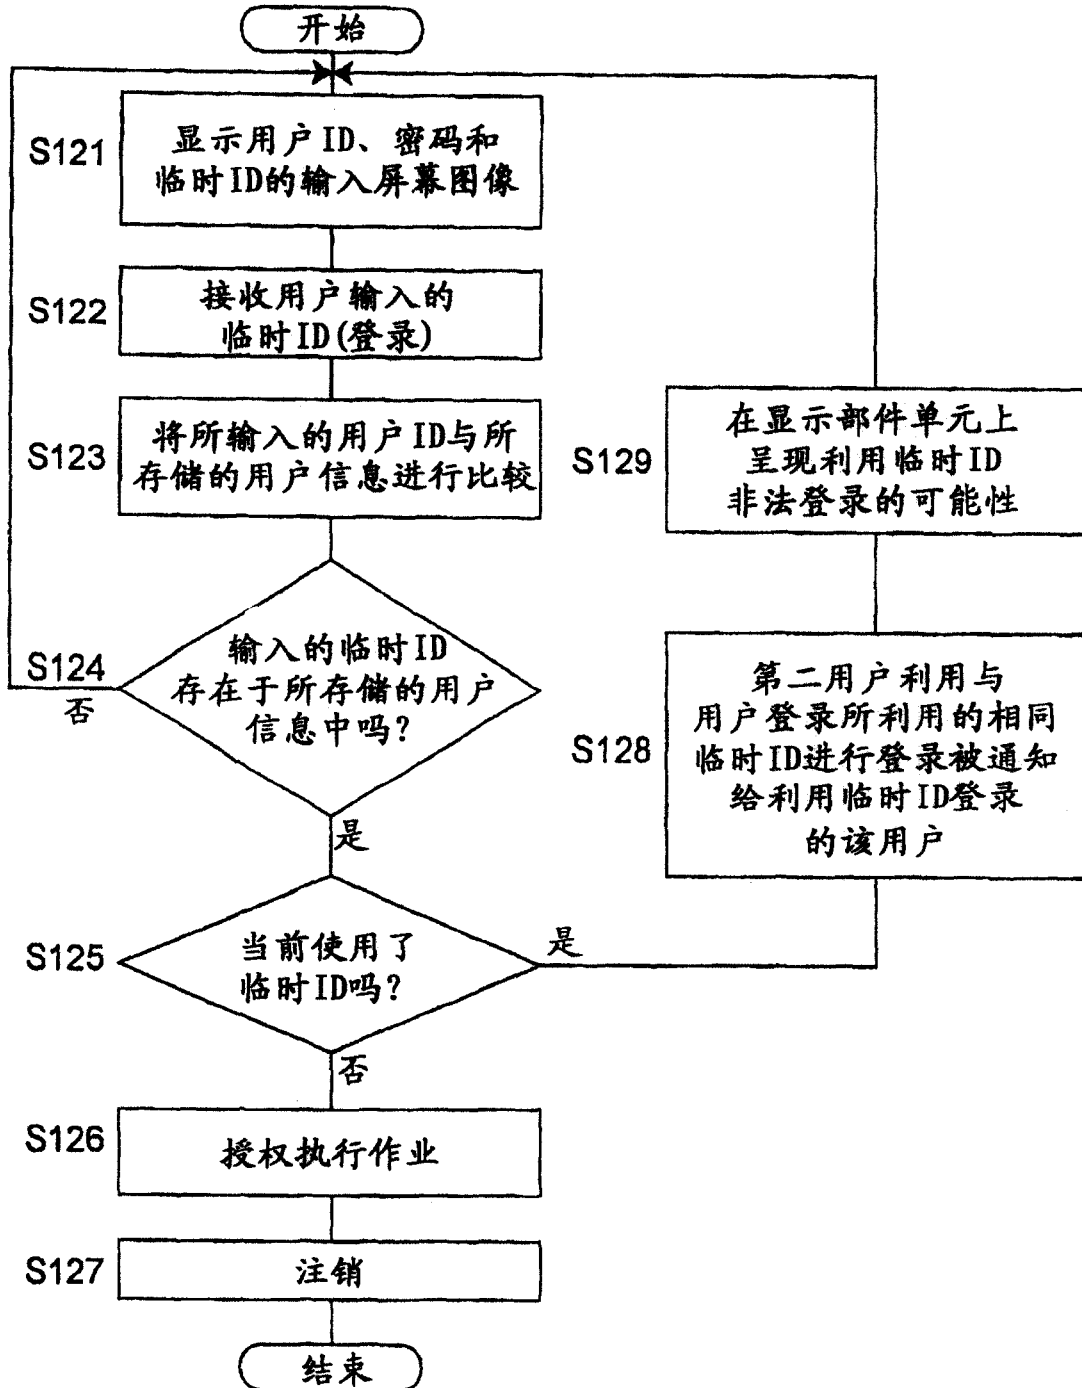 开始
S121
显示用户ID、密码和
临时ID的输入屏幕图像
S122
接收用户输入的
临时ID(登录)
S123
将所输入的用户ID与所
存储的用户信息进行比较
S124
输入的临时ID
存在于所存储的用户
信息中吗?
否
是
S125
当前使用了
临时ID吗?
是
否
S126
授权执行作业
S127
注销
结束
S129
在显示部件单元上
呈现利用临时ID
非法登录的可能性
S128
第二用户利用与
用户登录所利用的相同
临时ID进行登录被通知
给利用临时ID登录
的该用户